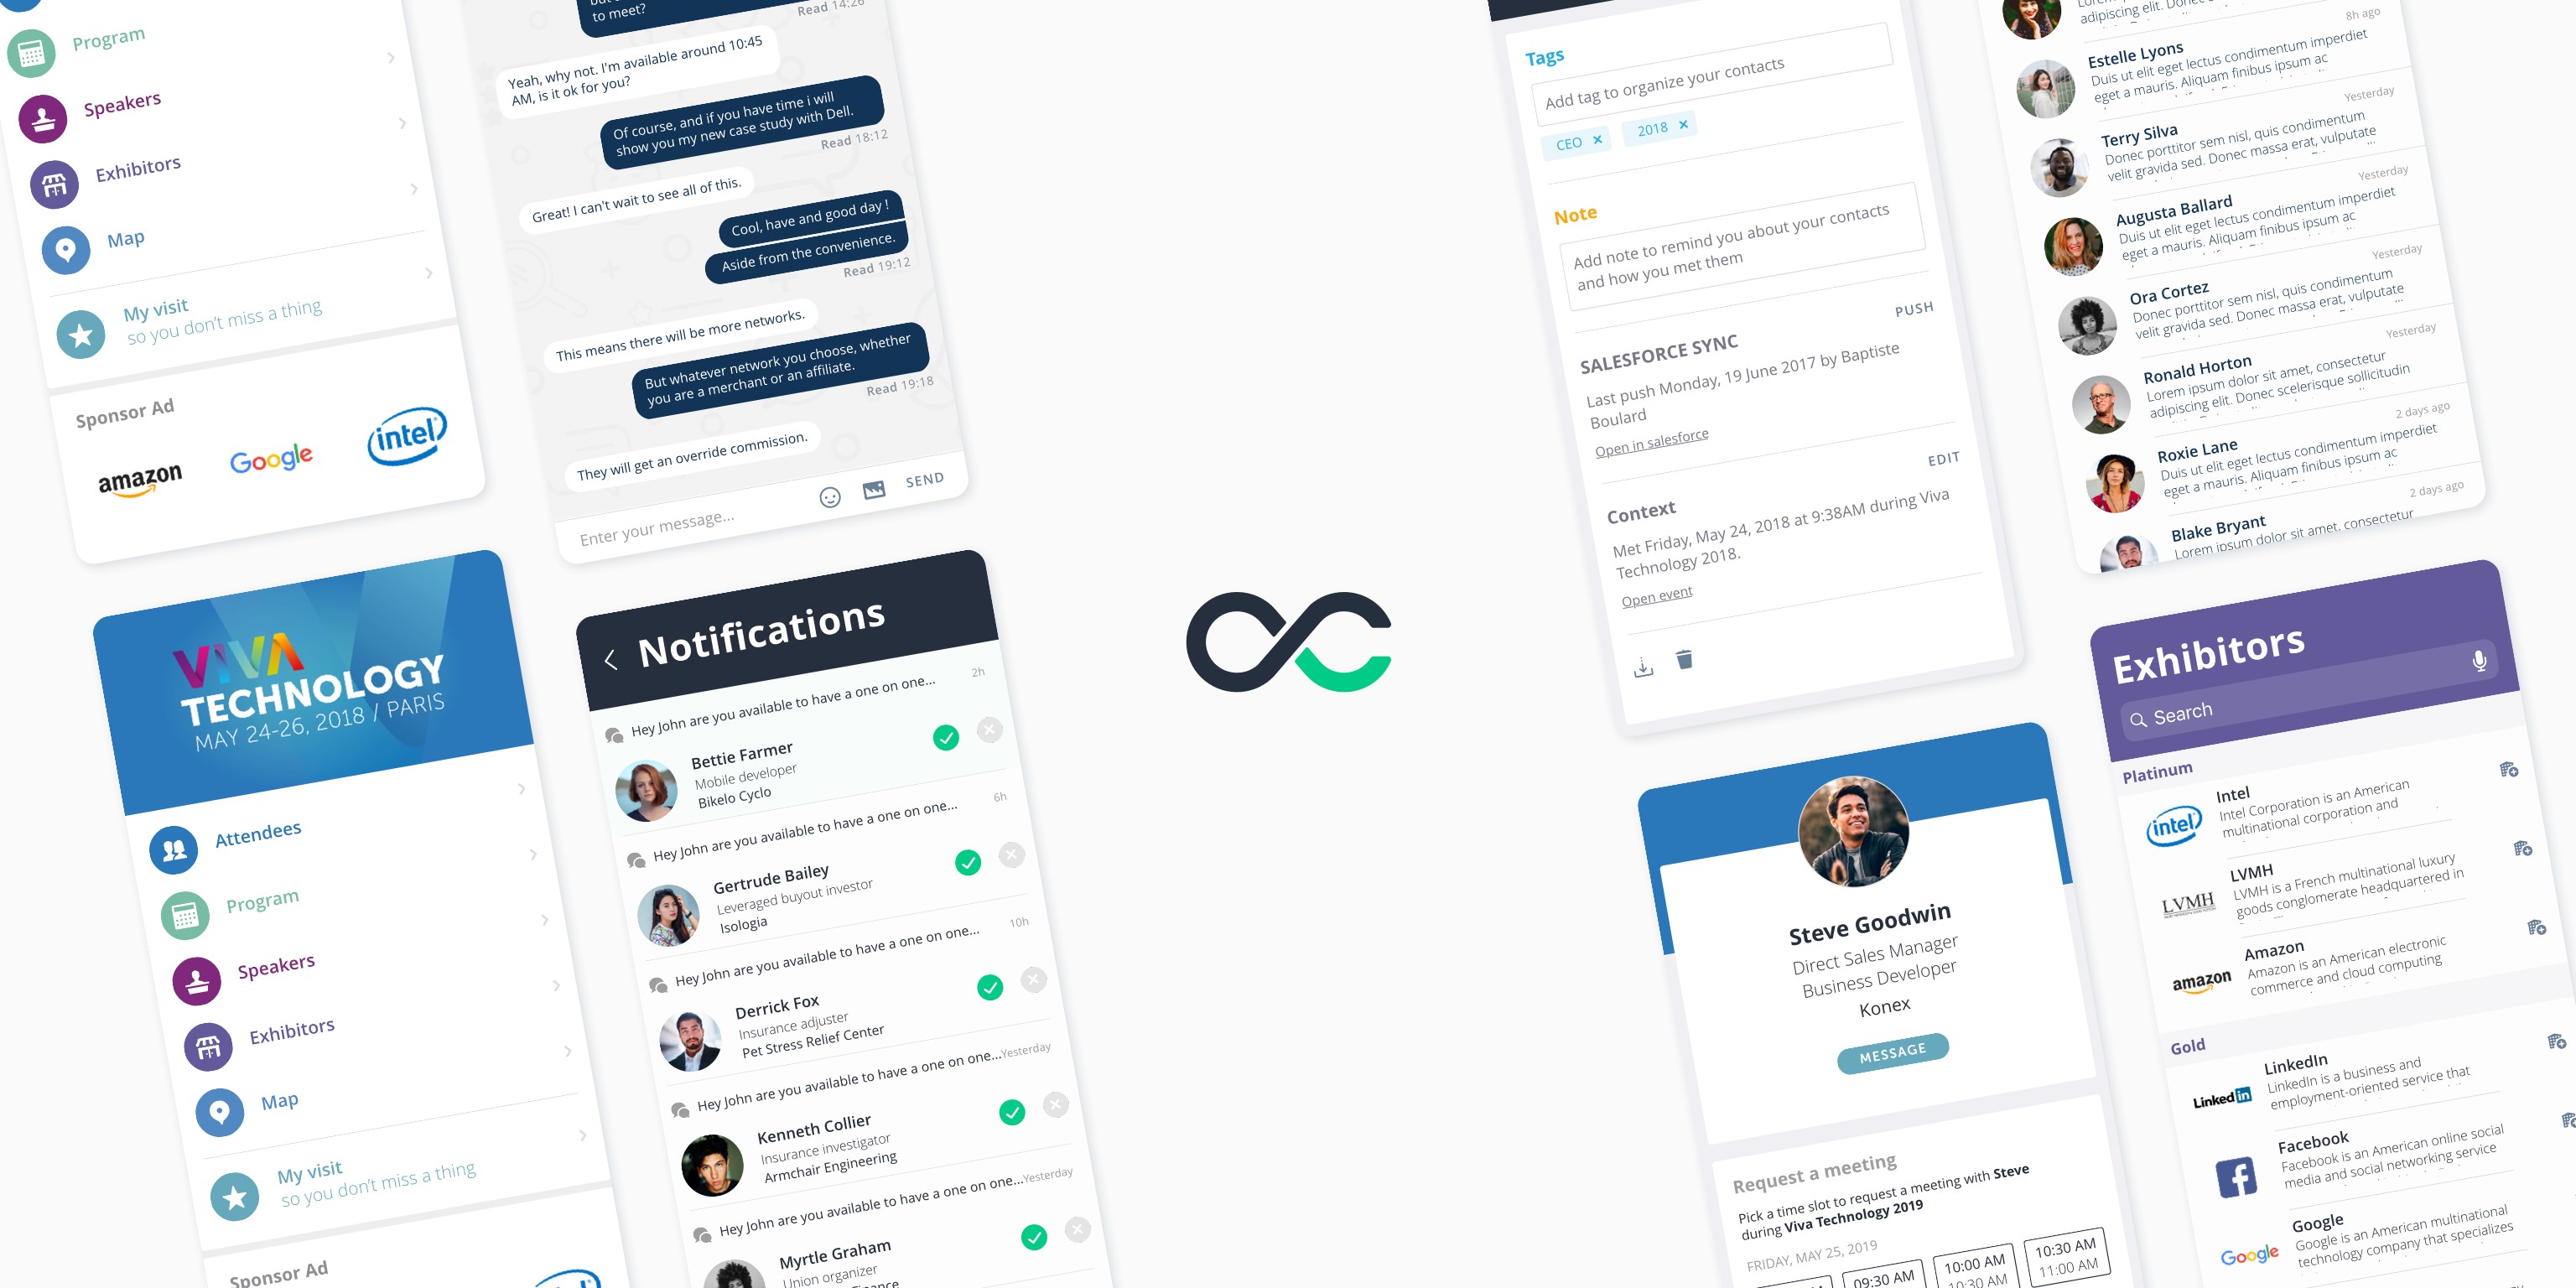 Program
Speakers
Exhibitors
Map
My visit
so you don't miss a thing
Sponsor Ad
amazon
Google
intel
to meet?
Read 14:26
Yeah, why not. I'm available around 10:45
AM, is it ok for you?
Of course, and if you have time i will
show you my new case study with Dell.
Read 18:12
Great! I can't wait to see all of this.
Cool, have and good day !
Aside from the convenience.
Read 19:12
This means there will be more networks.
But whatever network you choose, whether
you are a merchant or an affiliate.
Read 19:18
They will get an override commission.
Enter your message...
SEND
VIVA
TECHNOLOGY
MAY 24-26, 2018 / PARIS
Attendees
Program
Speakers
Exhibitors
Map
My visit
so you don't miss a thing
Sponsor Ad
Notifications
Hey John are you available to have a one on one...
2h
Bettie Farmer
Mobile developer
Bikelo Cyclo
Hey John are you available to have a one on one...
6h
Gertrude Bailey
Leveraged buyout investor
Isologia
Hey John are you available to have a one on one...
10h
Derrick Fox
Insurance adjuster
Pet Stress Relief Center
Hey John are you available to have a one on one...
Yesterday
Kenneth Collier
Insurance investigator
Armchair Engineering
Hey John are you available to have a one on one...
Yesterday
Myrtle Graham
Union organizer
Tags
Add tag to organize your contacts
CEO
2018
Note
Add note to remind you about your contacts
and how you met them
PUSH
SALESFORCE SYNC
Last push Monday, 19 June 2017 by Baptiste
Boulard
Open in salesforce
EDIT
Context
Met Friday, May 24, 2018 at 9:38AM during Viva
Technology 2018.
Open event
adipiscing elit.
8h ago
Estelle Lyons
Duis ut elit eget lectus condimentum imperdiet
eget a mauris. Aliquam finibus ipsum ac
Yesterday
Terry Silva
Donec porttitor sem nisl, quis condimentum
velit gravida sed. Donec massa erat, vulputate
Yesterday
Augusta Ballard
Duis ut elit eget lectus condimentum imperdiet
eget a mauris. Aliquam finibus ipsum ac
Yesterday
Ora Cortez
Donec porttitor sem nisl, quis condimentum
velit gravida sed. Donec massa erat, vulputate
Yesterday
Ronald Horton
Lorem ipsum dolor sit amet, consectetur
adipiscing elit. Donec scelerisque sollicitudin
2 days ago
Roxie Lane
Duis ut elit eget lectus condimentum imperdiet
eget a mauris. Aliquam finibus ipsum ac
2 days ago
Blake Bryant
Lorem ipsum dolor sit amet, consectetur
Steve Goodwin
Direct Sales Manager
Business Developer
Konex
MESSAGE
Request a meeting
Pick a time slot to request a meeting with Steve
during Viva Technology 2019
FRIDAY, MAY 25, 2019
09:30 AM
10:00 AM
10:30 AM
10:30 AM
11:00 AM
Exhibitors
Search
Platinum
intel
Intel
Intel Corporation is an American
multinational corporation and
LVMH
LVMH
LVMH is a French multinational luxury
goods conglomerate headquartered in
amazon
Amazon
Amazon is an American electronic
commerce and cloud computing
Gold
LinkedIn
LinkedIn
LinkedIn is a business and
employment-oriented service that
Facebook
Facebook is an American online social
media and social networking service
Google
Google
Google is an American multinational
technology company that specializes